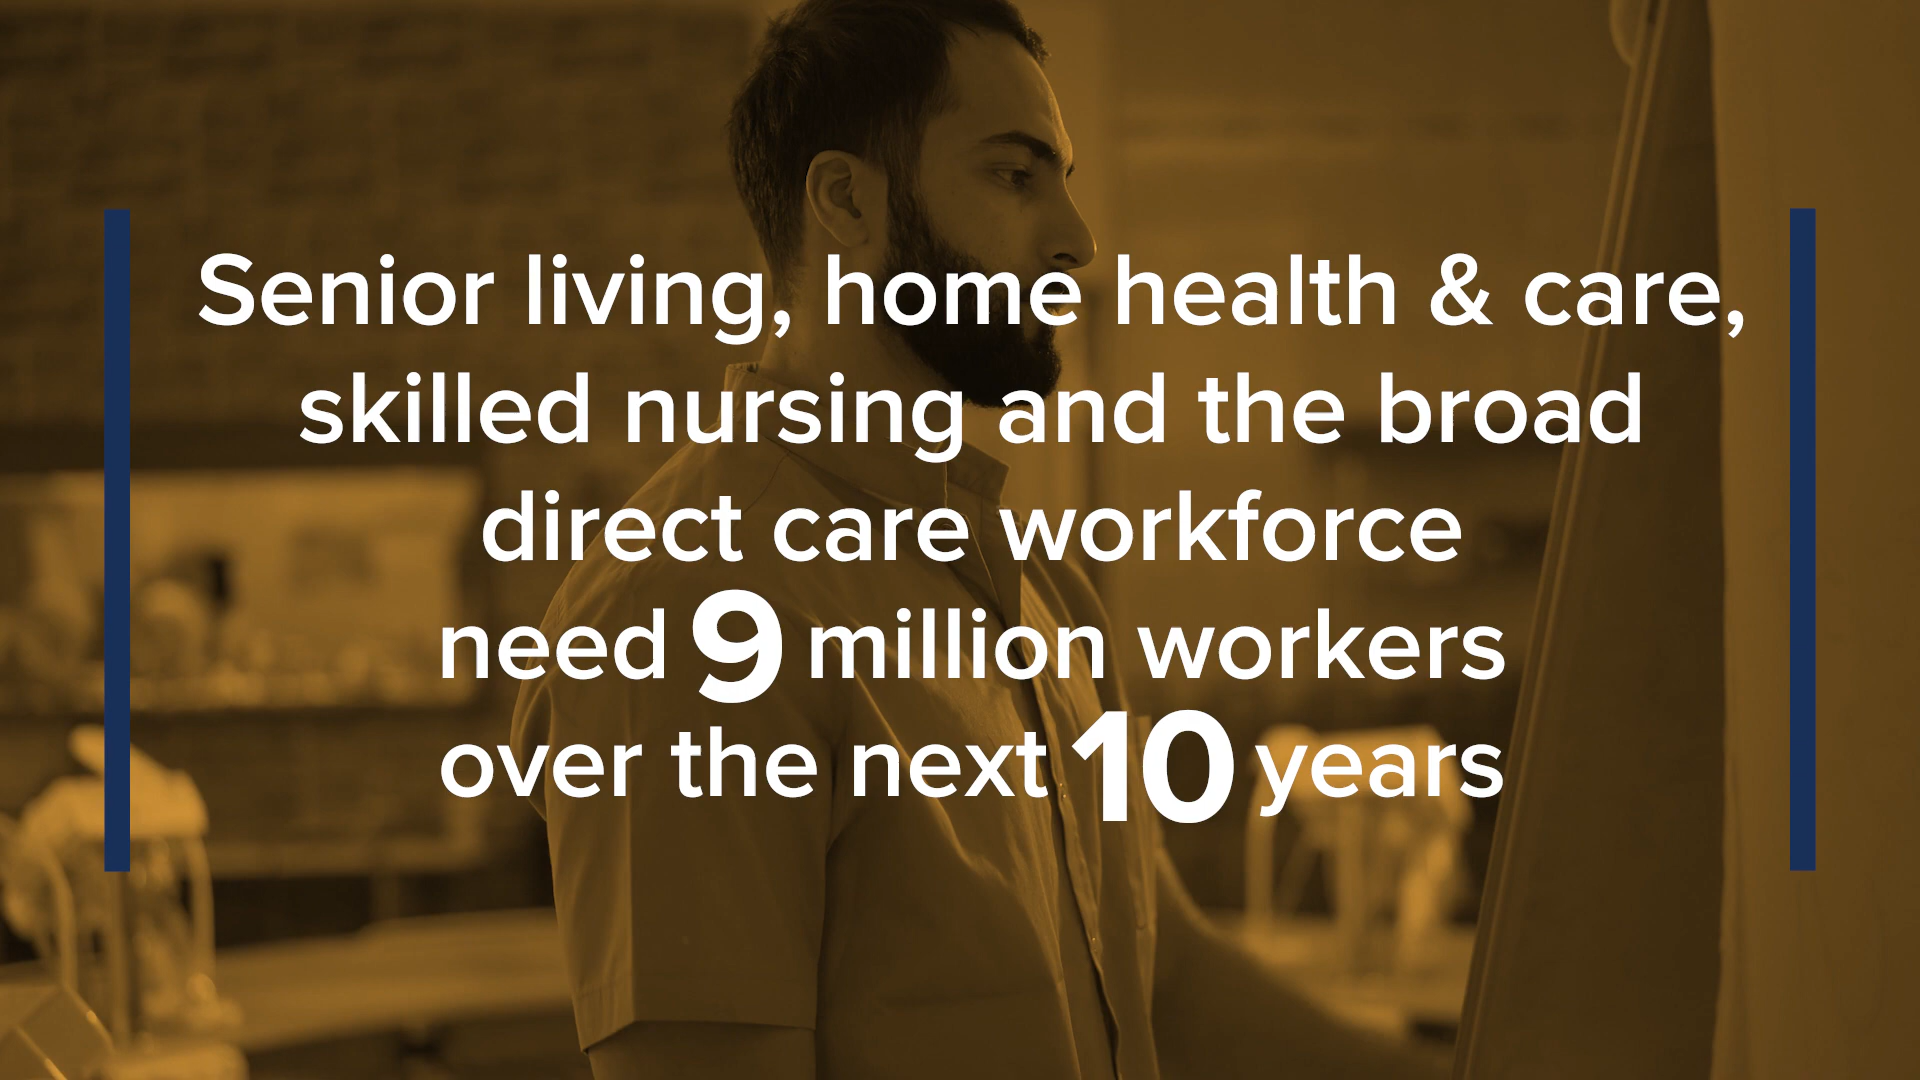 Senior living, home health & care,
skilled nursing and the broad
direct care workforce
need 9 million workers
over the next 10 years